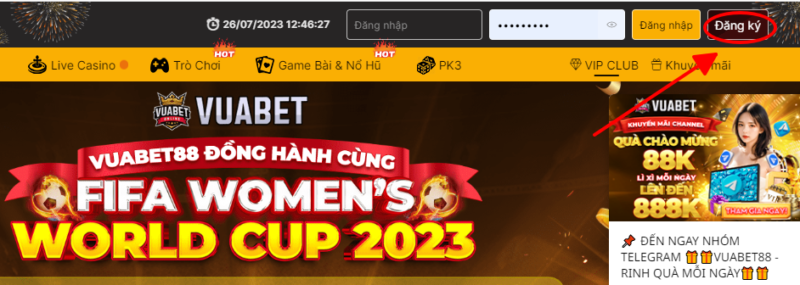 26/07/2023 12:46:27
Đăng nhập
•••••••••
Đăng nhập
Đăng ký
Live Casino
Trò Chơi
HOT
Game Bài & Nổ Hũ
HOT
PK3
VIP CLUB
Khuyến mãi
VUABET
ONLINE
VUABET
VUABET88 ĐỒNG HÀNH CÙNG
FIFA WOMEN'S
WORLD CUP 2023
VUABET
KHUYẾN MÃI CHANNEL
QUÀ CHÀO MỪNG
88K
LÌ XÌ MỖI NGÀY
LÊN ĐẾN
888K
THAM GIA NGAY!
📌 ĐẾN NGAY NHÓM
TELEGRAM 🎁🎁VUABET88 -
RINH QUÀ MỖI NGÀY🎁🎁